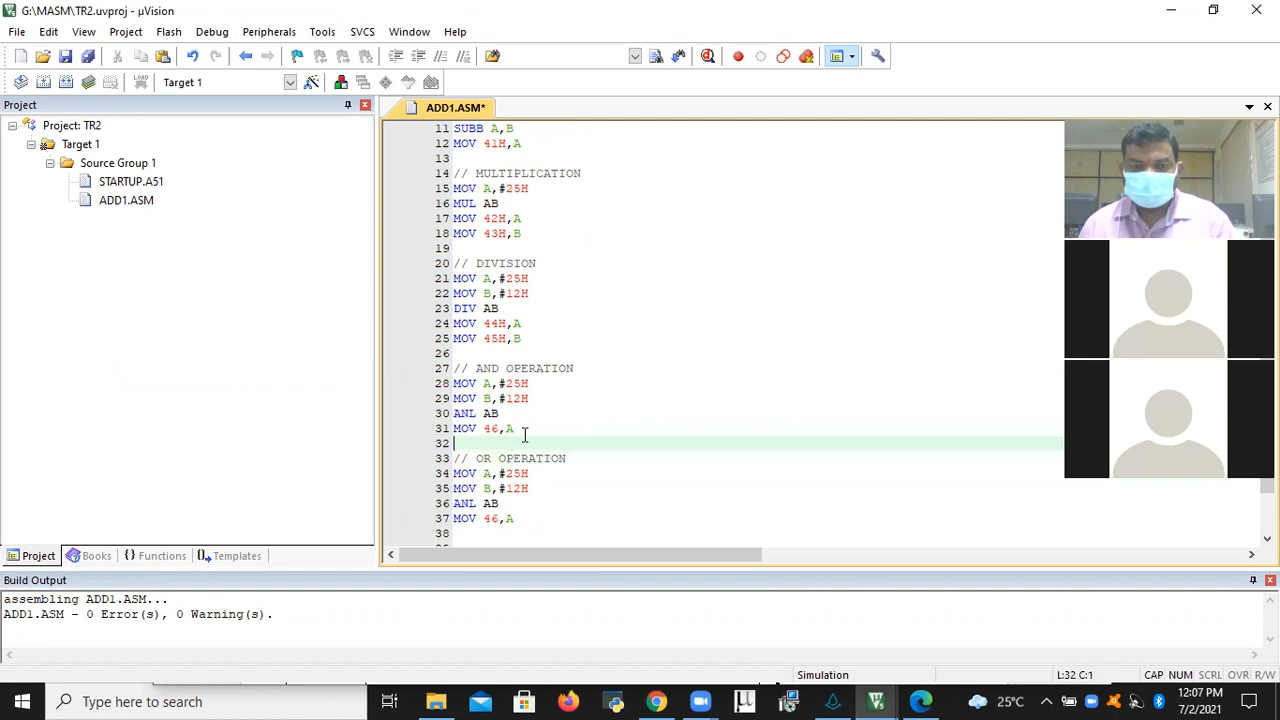 G:\MASM\TR2.uvproj - µVision
File Edit View Project Flash Debug Peripherals Tools SVCS Window Help
Target 1
Project
ADD1.ASM*
Project: TR2
Target 1
Source Group 1
STARTUP.A51
ADD1.ASM
11 SUBB A,B
12 MOV 41H,A
13
14 // MULTIPLICATION
15 MOV A,#25H
16 MUL AB
17 MOV 42H,A
18 MOV 43H,B
19
20 // DIVISION
21 MOV A,#25H
22 MOV B,#12H
23 DIV AB
24 MOV 44H,A
25 MOV 45H,B
26
27 // AND OPERATION
28 MOV A,#25H
29 MOV B,#12H
30 ANL AB
31 MOV 46,A
32
33 // OR OPERATION
34 MOV A,#25H
35 MOV B,#12H
36 ANL AB
37 MOV 46,A
38
Project Books {} Functions Templates
Build Output
assembling ADD1.ASM...
ADD1.ASM - 0 Error(s), 0 Warning(s).
Simulation L:32 C:1 CAP NUM SCRL OVR R/W
Type here to search
25°C
12:07 PM
7/2/2021